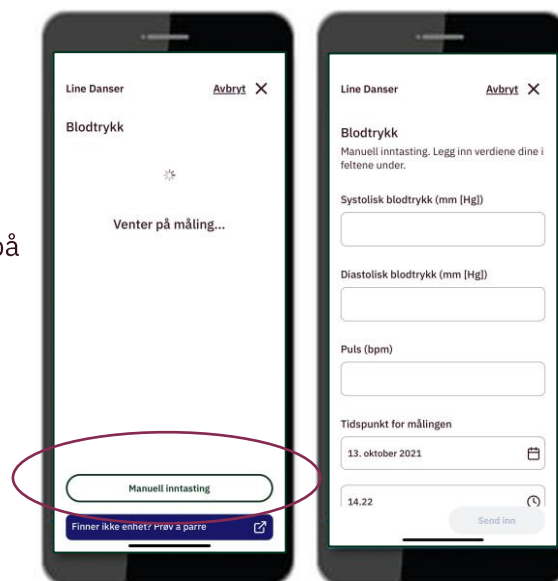 på
Line Danser
Avbryt
Blodtrykk
Venter på måling...
Manuell inntasting
Finner ikke enhet? Prøv å parre
Line Danser
Avbryt
Blodtrykk
Manuell inntasting. Legg inn verdiene dine i
feltene under.
Systolisk blodtrykk (mm [Hg])
Diastolisk blodtrykk (mm [Hg])
Puls (bpm)
Tidspunkt for målingen
13. oktober 2021
14.22
Send inn